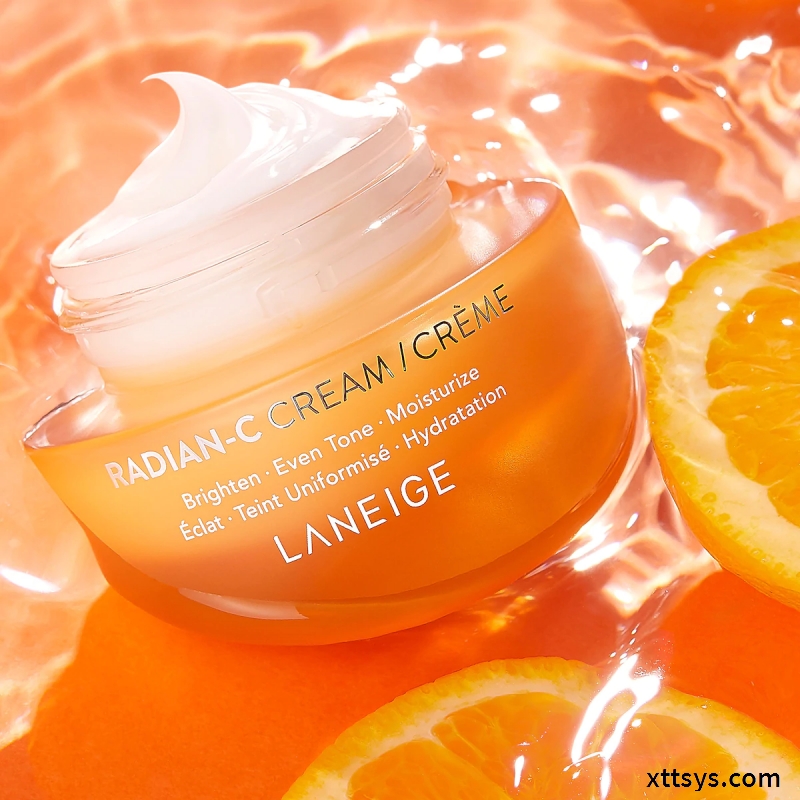 RADIAN-C CREAM / CRÈME
Brighten · Even Tone · Moisturize
Éclat · Teint Uniformisé · Hydratation
LANEIGE
xttsys.com